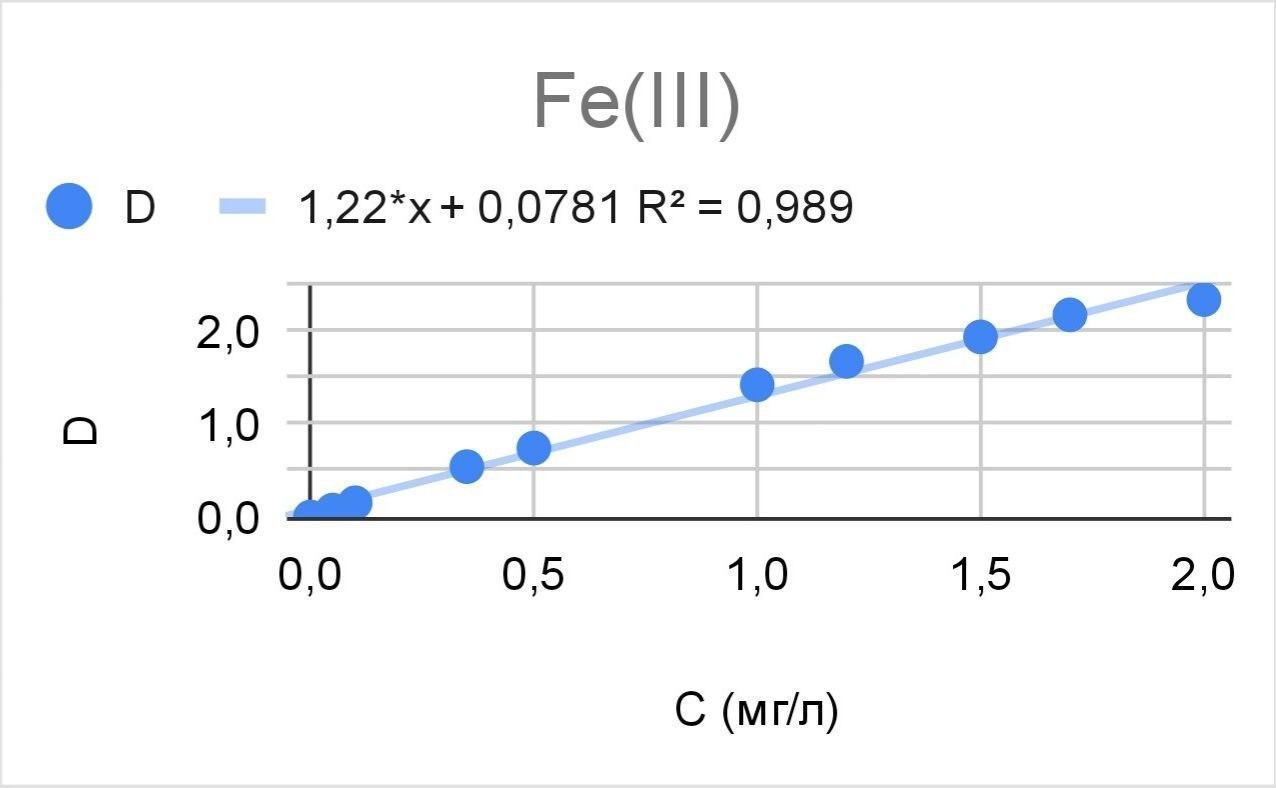 Fe(III)
D 1,22*x + 0,0781 R² = 0,989
2,0
1,0
0,0
D
0,0 0,5 1,0 1,5 2,0
С (мг/л)